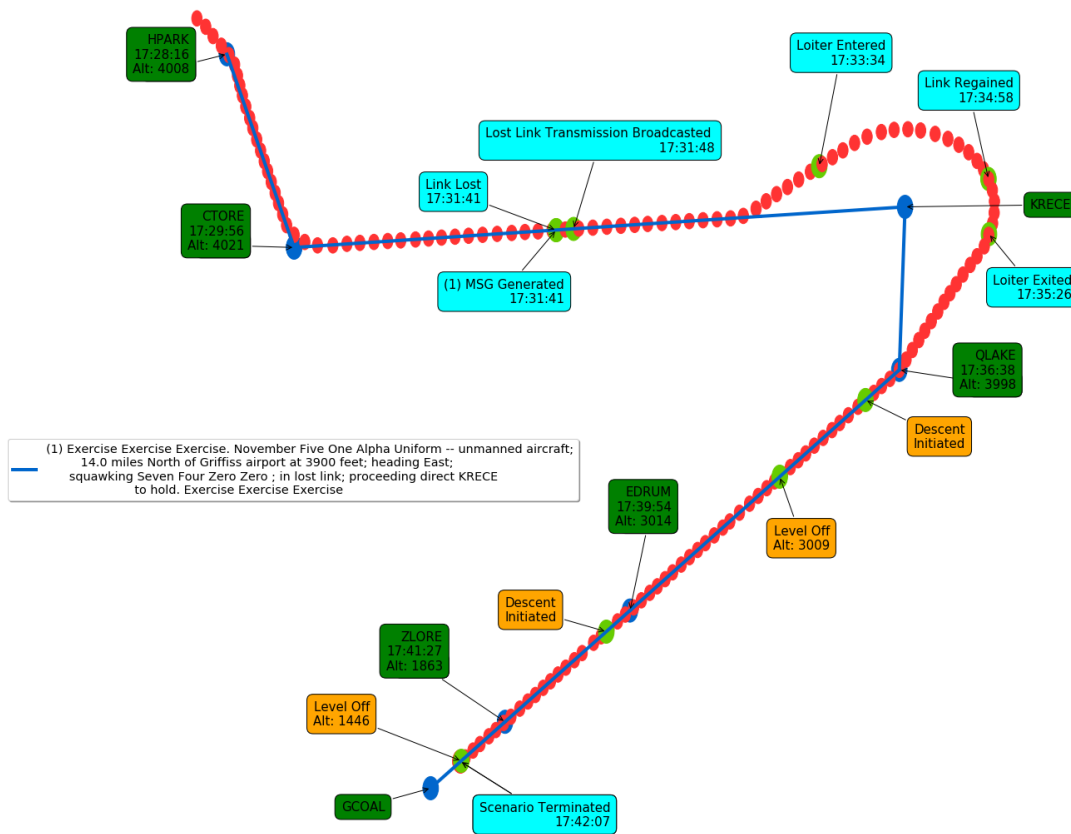 HPARK
17:28:16
Alt: 4008
Loiter Entered
17:33:34
Link Regained
17:34:58
Lost Link Transmission Broadcasted
17:31:48
Link Lost
17:31:41
KRECE
CTORE
17:29:56
Alt: 4021
(1) MSG Generated
17:31:41
Loiter Exited
17:35:26
QLAKE
17:36:38
Alt: 3998
Descent
Initiated
(1) Exercise Exercise Exercise. November Five One Alpha Uniform -- unmanned aircraft;
14.0 miles North of Griffiss airport at 3900 feet; heading East;
squawking Seven Four Zero Zero ; in lost link; proceeding direct KRECE
to hold. Exercise Exercise Exercise
EDRUM
17:39:54
Alt: 3014
Level Off
Alt: 3009
Descent
Initiated
ZLORE
17:41:27
Alt: 1863
Level Off
Alt: 1446
GCOAL
Scenario Terminated
17:42:07